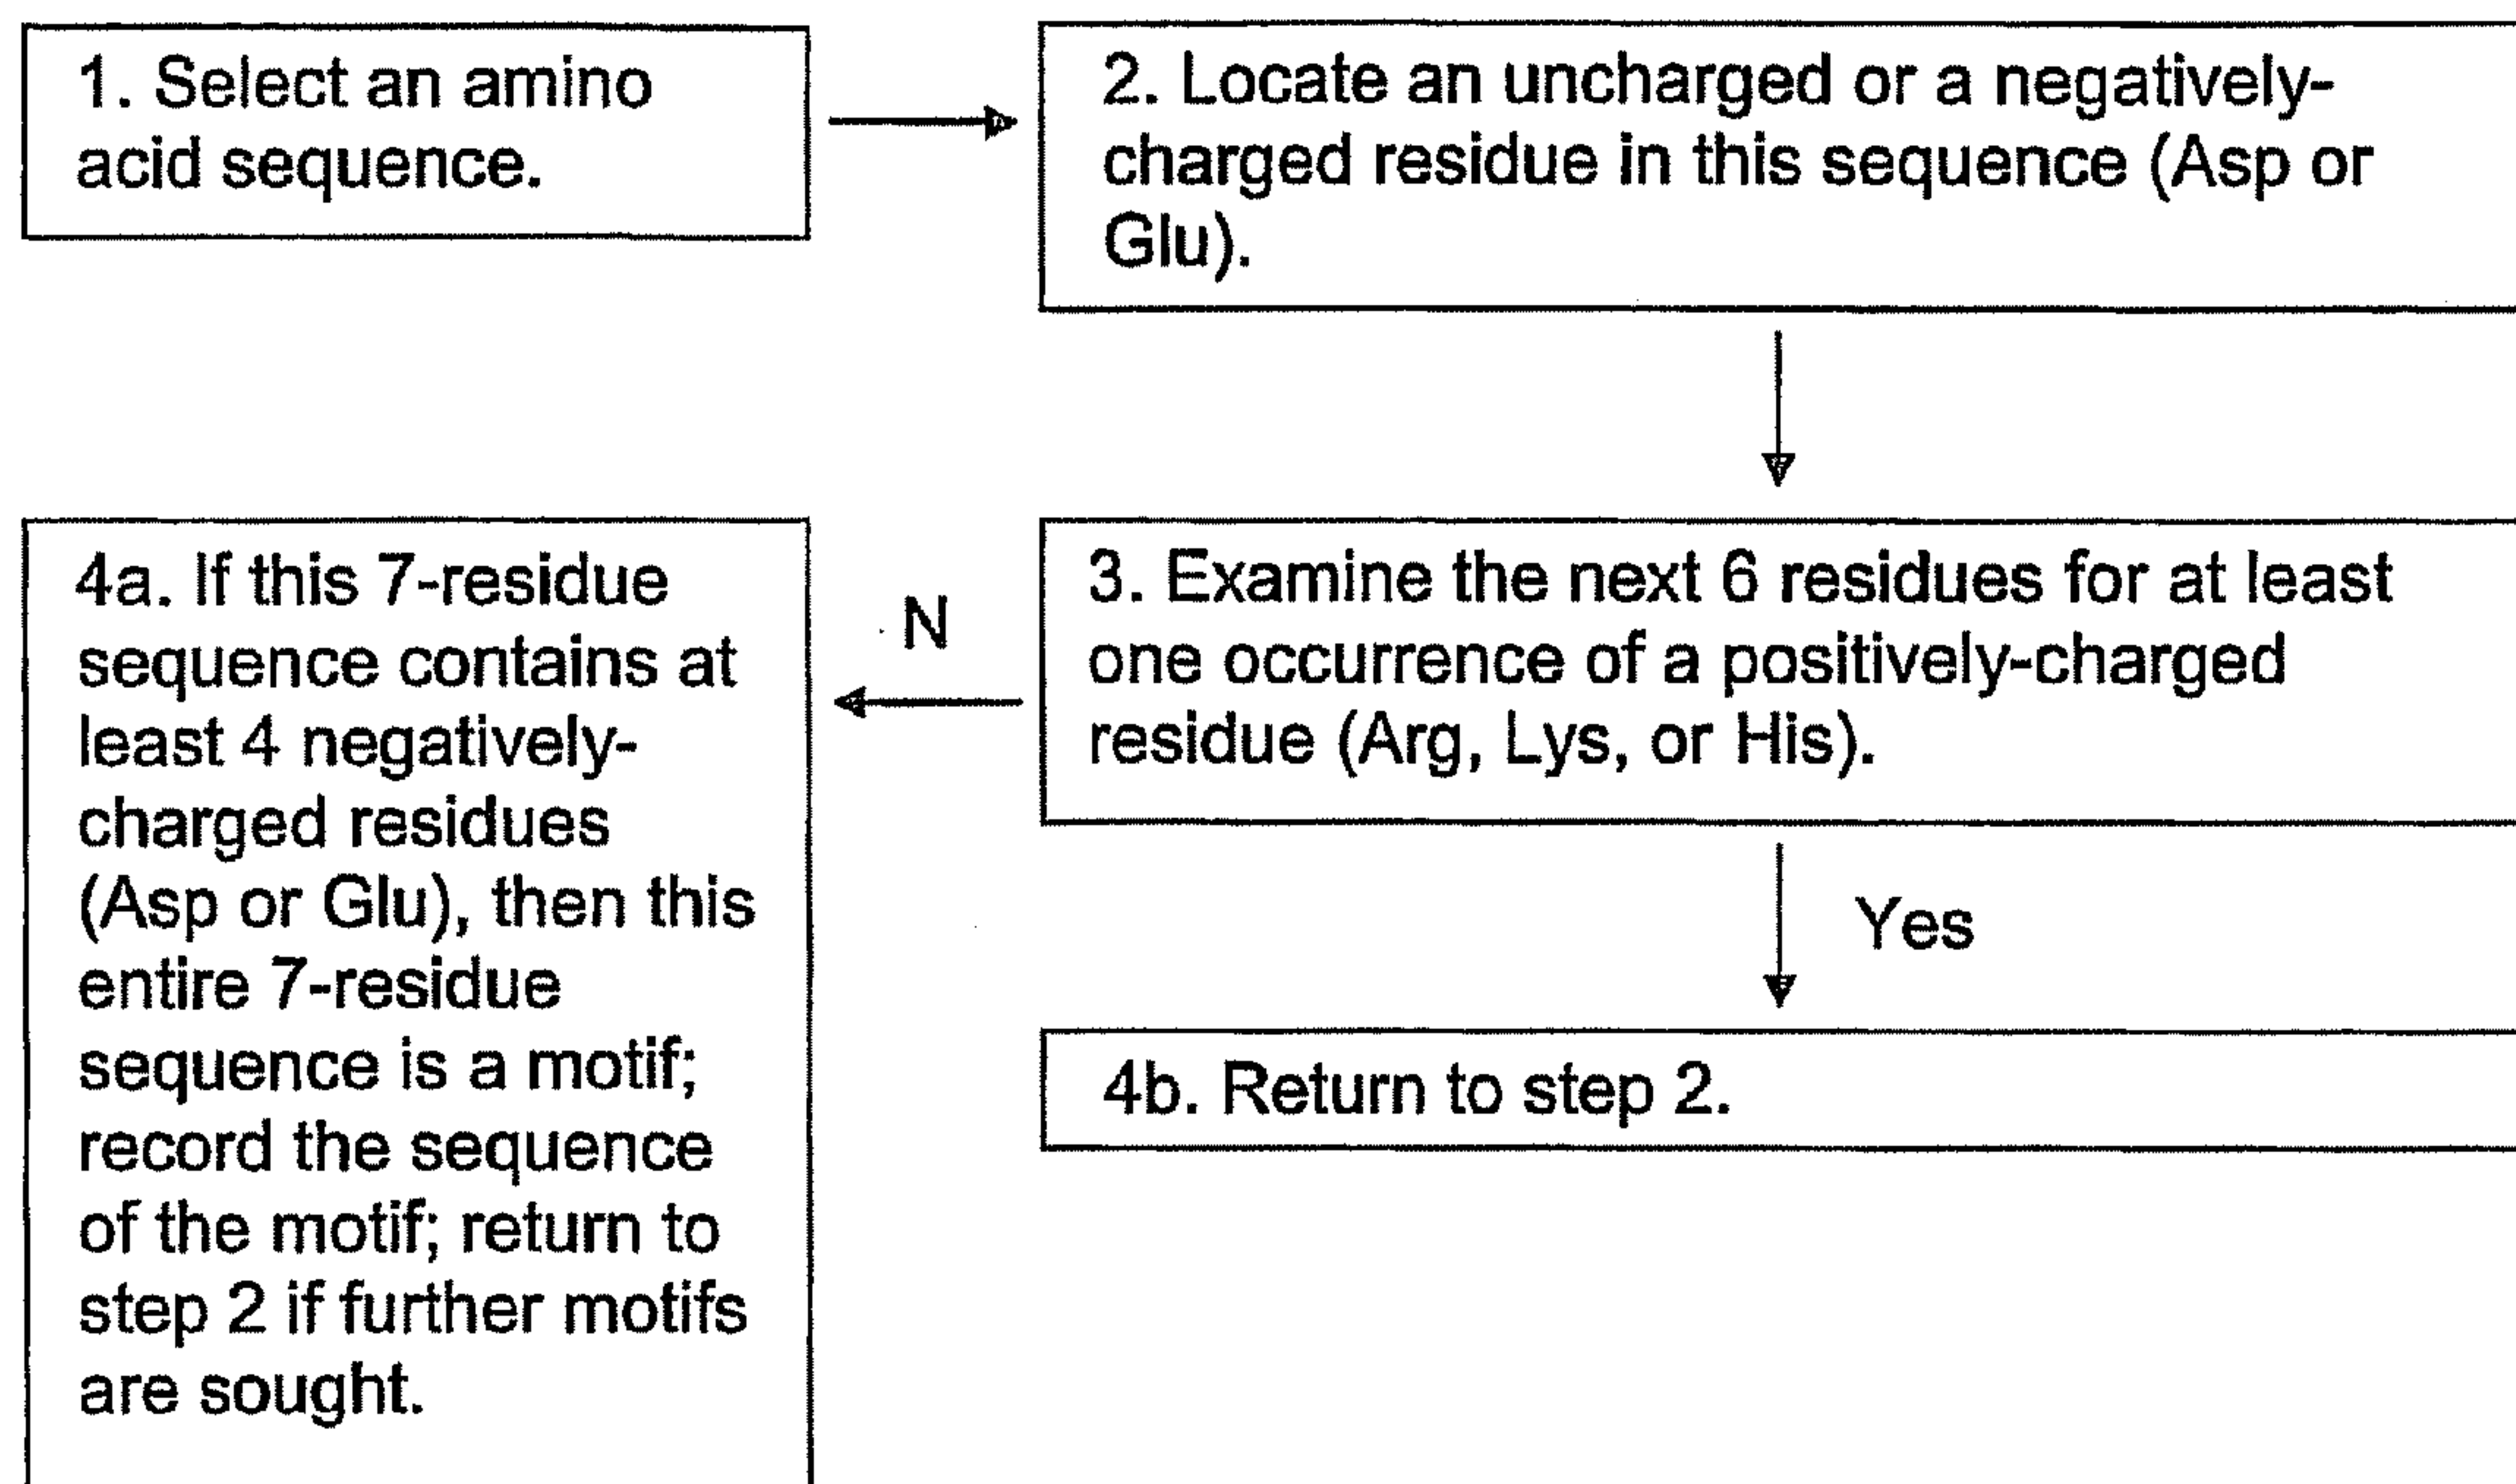 1. Select an amino
acid sequence.
2. Locate an uncharged or a negatively-
charged residue in this sequence (Asp or
Glu).
3. Examine the next 6 residues for at least
one occurrence of a positively-charged
residue (Arg, Lys, or His).
N
4a. If this 7-residue
sequence contains at
least 4 negatively-
charged residues
(Asp or Glu), then this
entire 7-residue
sequence is a motif;
record the sequence
of the motif; return to
step 2 if further motifs
are sought.
Yes
4b. Return to step 2.